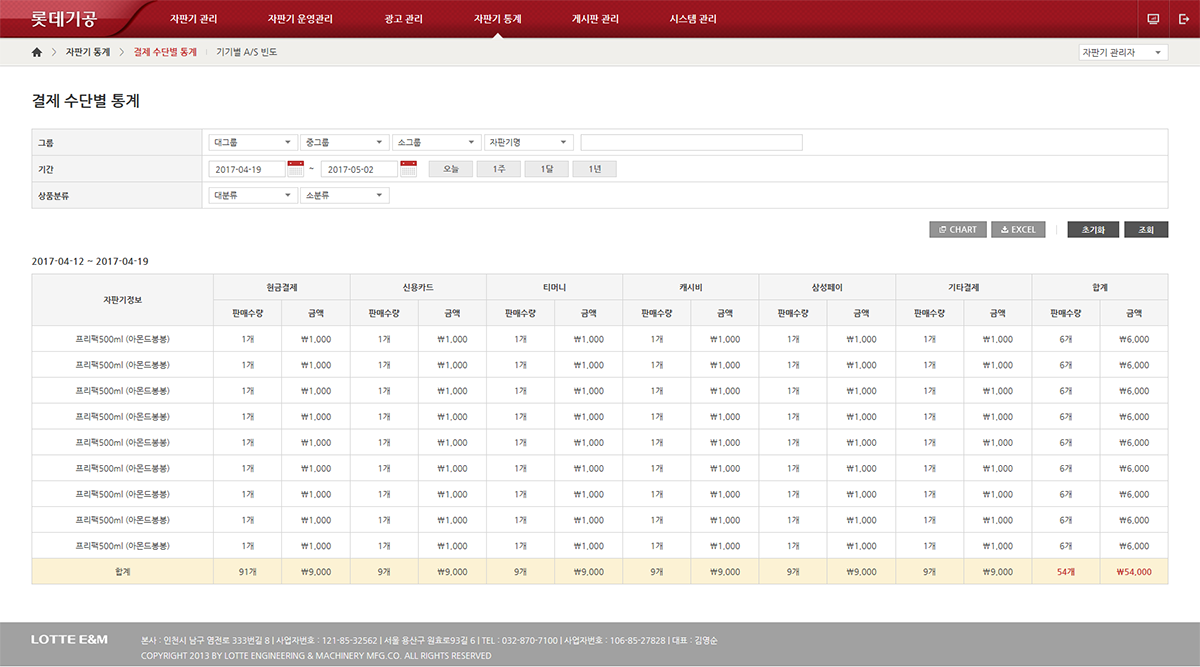 롯데기공 자판기 관리 자판기 운영관리 광고 관리 자판기 통계 게시판 관리 시스템 관리
자판기 통계 결제 수단별 통계 기기별 A/S 빈도 자판기 관리자
결제 수단별 통계
그룹 대그룹 중그룹 소그룹 자판기명
기간 2017-04-19 ~ 2017-05-02 오늘 1주 1달 1년
상품분류 대분류 소분류
CHART EXCEL 초기화 조회
2017-04-12 ~ 2017-04-19
자판기정보 현금결제 신용카드 티머니 캐시비 삼성페이 기타결제 합계
판매수량 금액 판매수량 금액 판매수량 금액 판매수량 금액 판매수량 금액 판매수량 금액 판매수량 금액
프리팩500ml (아몬드봉봉) 1개 ₩1,000 1개 ₩1,000 1개 ₩1,000 1개 ₩1,000 1개 ₩1,000 1개 ₩1,000 6개 ₩6,000
프리팩500ml (아몬드봉봉) 1개 ₩1,000 1개 ₩1,000 1개 ₩1,000 1개 ₩1,000 1개 ₩1,000 1개 ₩1,000 6개 ₩6,000
프리팩500ml (아몬드봉봉) 1개 ₩1,000 1개 ₩1,000 1개 ₩1,000 1개 ₩1,000 1개 ₩1,000 1개 ₩1,000 6개 ₩6,000
프리팩500ml (아몬드봉봉) 1개 ₩1,000 1개 ₩1,000 1개 ₩1,000 1개 ₩1,000 1개 ₩1,000 1개 ₩1,000 6개 ₩6,000
프리팩500ml (아몬드봉봉) 1개 ₩1,000 1개 ₩1,000 1개 ₩1,000 1개 ₩1,000 1개 ₩1,000 1개 ₩1,000 6개 ₩6,000
프리팩500ml (아몬드봉봉) 1개 ₩1,000 1개 ₩1,000 1개 ₩1,000 1개 ₩1,000 1개 ₩1,000 1개 ₩1,000 6개 ₩6,000
프리팩500ml (아몬드봉봉) 1개 ₩1,000 1개 ₩1,000 1개 ₩1,000 1개 ₩1,000 1개 ₩1,000 1개 ₩1,000 6개 ₩6,000
프리팩500ml (아몬드봉봉) 1개 ₩1,000 1개 ₩1,000 1개 ₩1,000 1개 ₩1,000 1개 ₩1,000 1개 ₩1,000 6개 ₩6,000
프리팩500ml (아몬드봉봉) 1개 ₩1,000 1개 ₩1,000 1개 ₩1,000 1개 ₩1,000 1개 ₩1,000 1개 ₩1,000 6개 ₩6,000
합계 91개 ₩9,000 9개 ₩9,000 9개 ₩9,000 9개 ₩9,000 9개 ₩9,000 9개 ₩9,000 54개 ₩54,000
LOTTE E&M 본사 : 인천시 남구 염전로 333번길 8 | 사업자번호 : 121-85-32562 | 서울 용산구 원효로93길 6 | TEL : 032-870-7100 | 사업자번호 : 106-85-27828 | 대표 : 김영순
COPYRIGHT 2013 BY LOTTE ENGINEERING & MACHINERY MFG.CO. ALL RIGHTS RESERVED